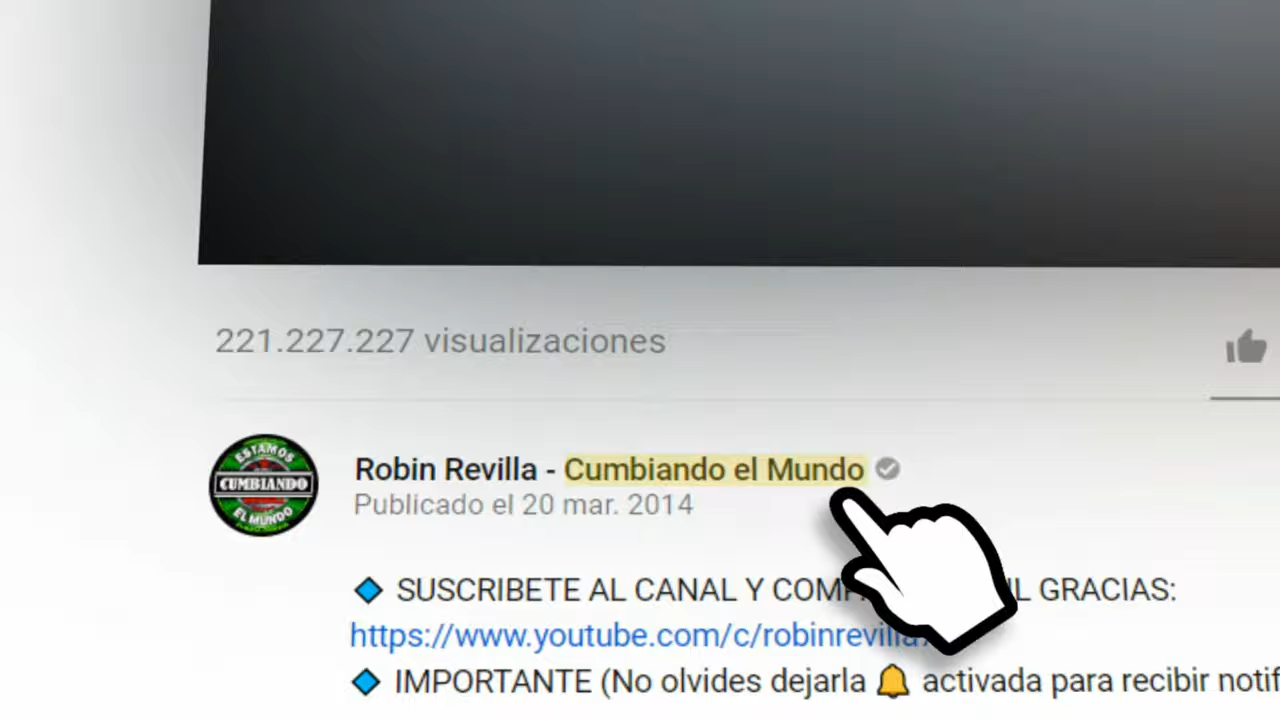 221.227.227 visualizaciones
ESTAMOS
CUMBIANDO
EL MUNDO
Robin Revilla - Cumbiando el Mundo
Publicado el 20 mar. 2014
SUSCRIBETE AL CANAL Y GRACIAS:
https://www.youtube.com/c/robinrevilla
IMPORTANTE (No olvides dejarla 🔔 activada para recibir notif